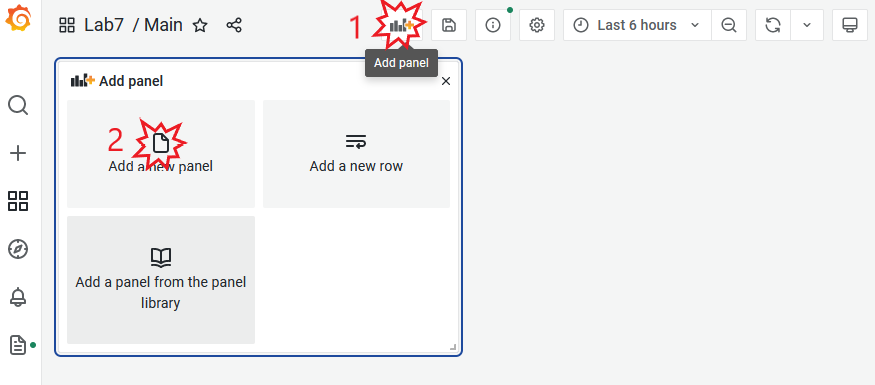 Lab7 / Main
1
Last 6 hours
Add panel
Add panel
2
Add a new panel
Add a new row
Add a panel from the panel
library